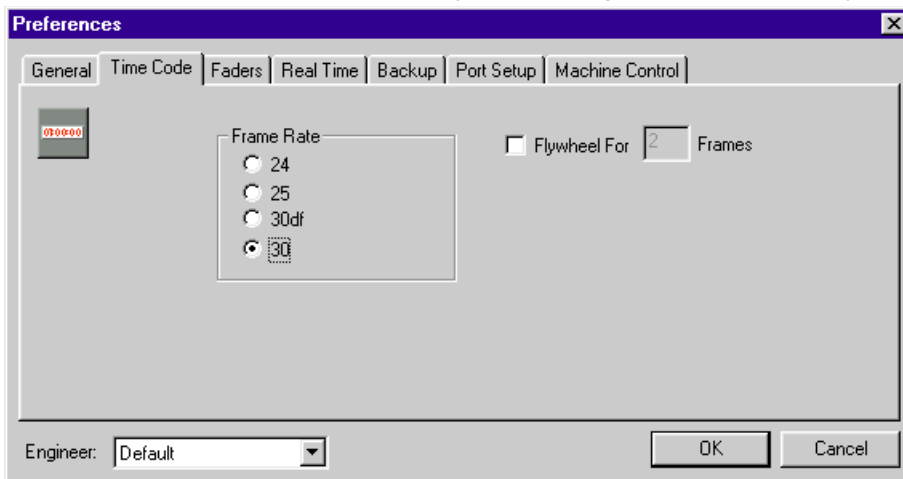 Preferences
General Time Code Faders Real Time Backup Port Setup Machine Control
Frame Rate
24
25
30df
30
Flywheel For 2 Frames
Engineer: Default
OK Cancel